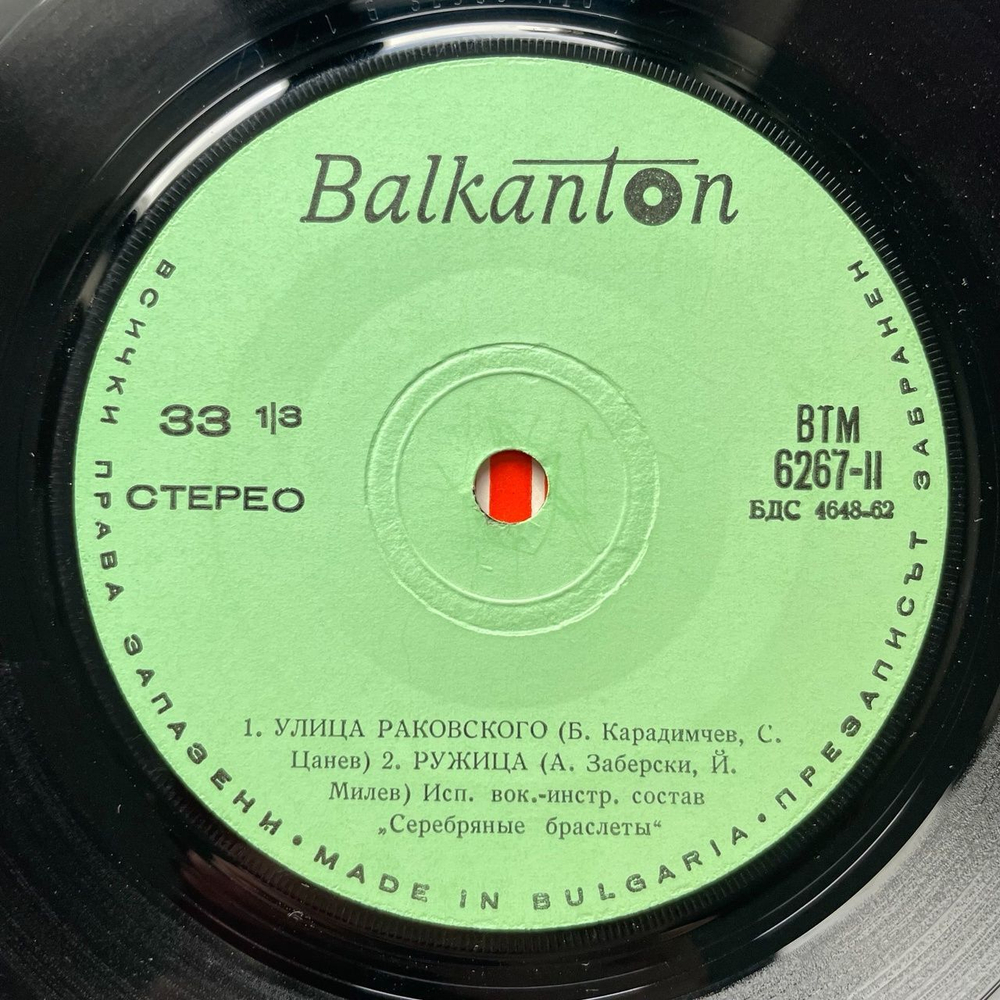 Balkanton
ВСИЧКИ ПРАВА ЗАПАЗЕНИ • MADE IN BULGARIA • ПРЕЗАПИСЪТ ЗАБРАНЕН
33 1|3
СТЕРЕО
ВТМ
6267-II
БДС 4648-62
1. УЛИЦА РАКОВСКОГО (Б. Карадимчев, С.
Цанев) 2. РУЖИЦА (А. Заберски, Й.
Милев) Исп. вок.-инстр. состав
„Серебряные браслеты“